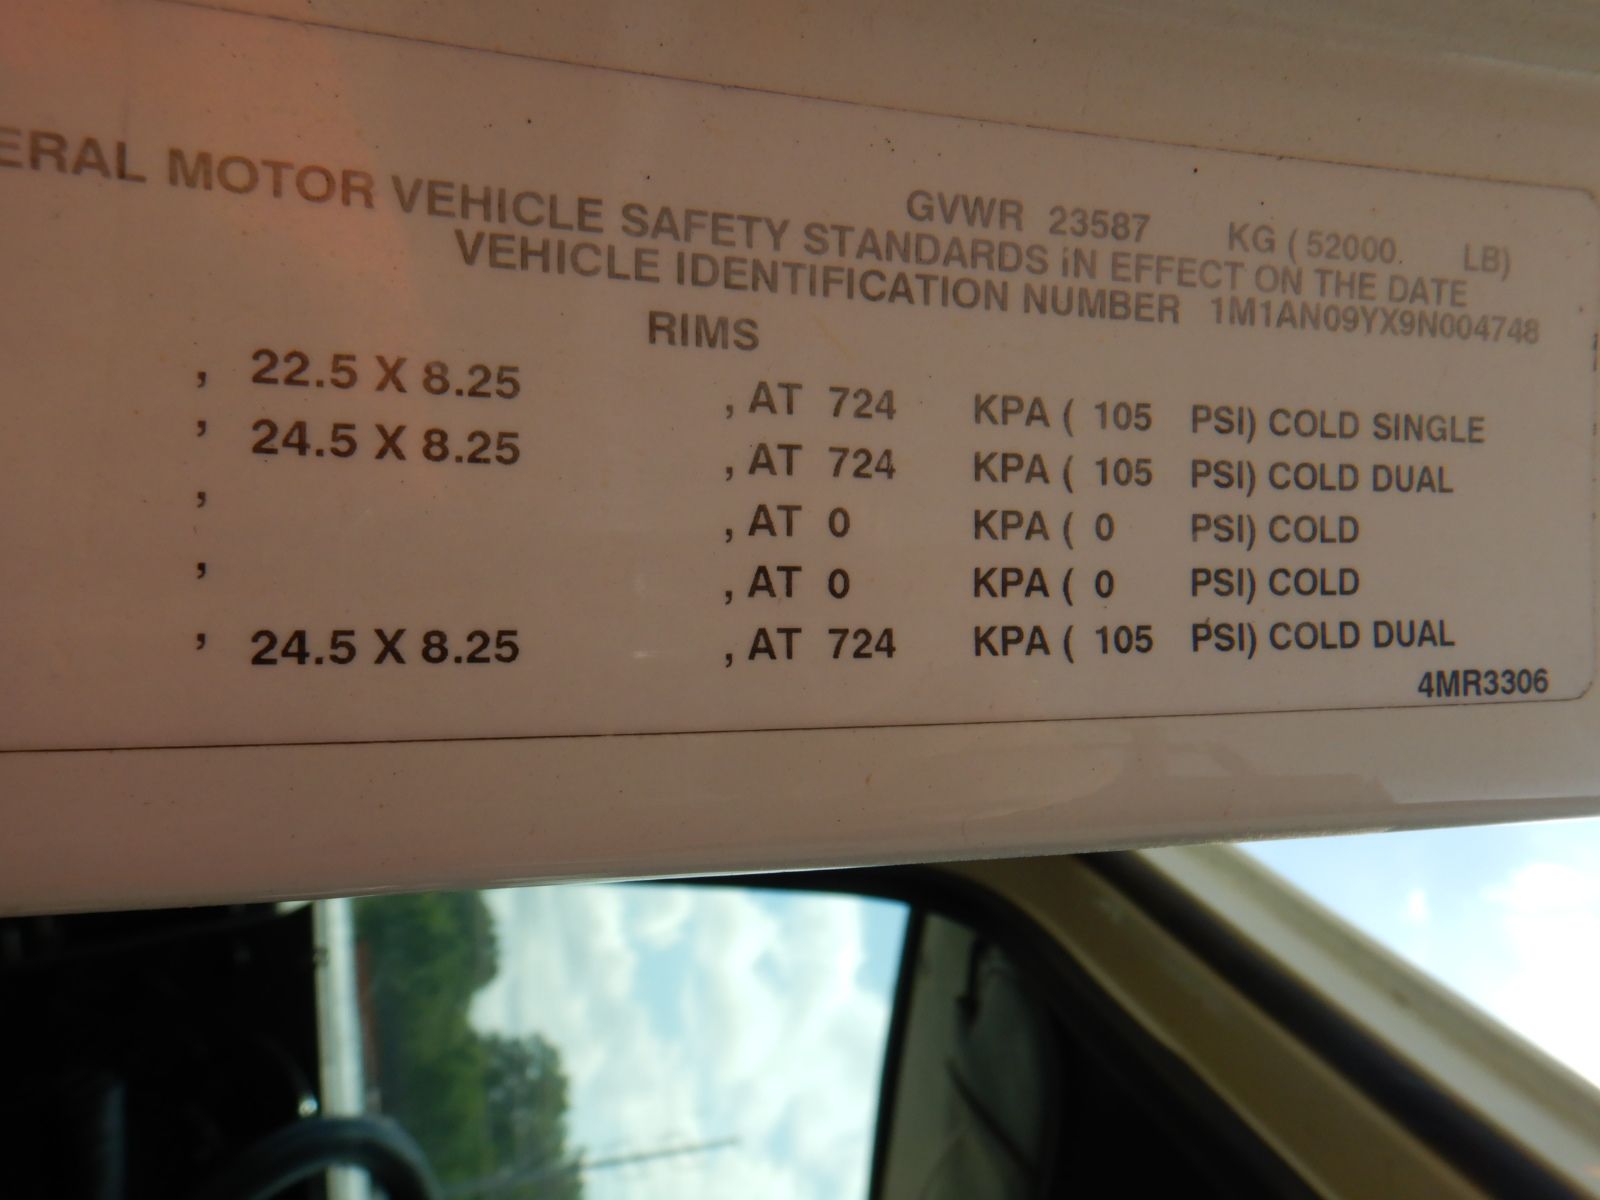 GVWR 23587 KG ( 52000. LB)
ERAL MOTOR VEHICLE SAFETY STANDARDS IN EFFECT ON THE DATE
VEHICLE IDENTIFICATION NUMBER 1M1AN09YX9N004748
RIMS
, 22.5 X 8.25 , AT 724 KPA ( 105 PSI) COLD SINGLE
, 24.5 X 8.25 , AT 724 KPA ( 105 PSI) COLD DUAL
, , AT 0 KPA ( 0 PSI) COLD
, , AT 0 KPA ( 0 PSI) COLD
, 24.5 X 8.25 , AT 724 KPA ( 105 PSI) COLD DUAL
4MR3306